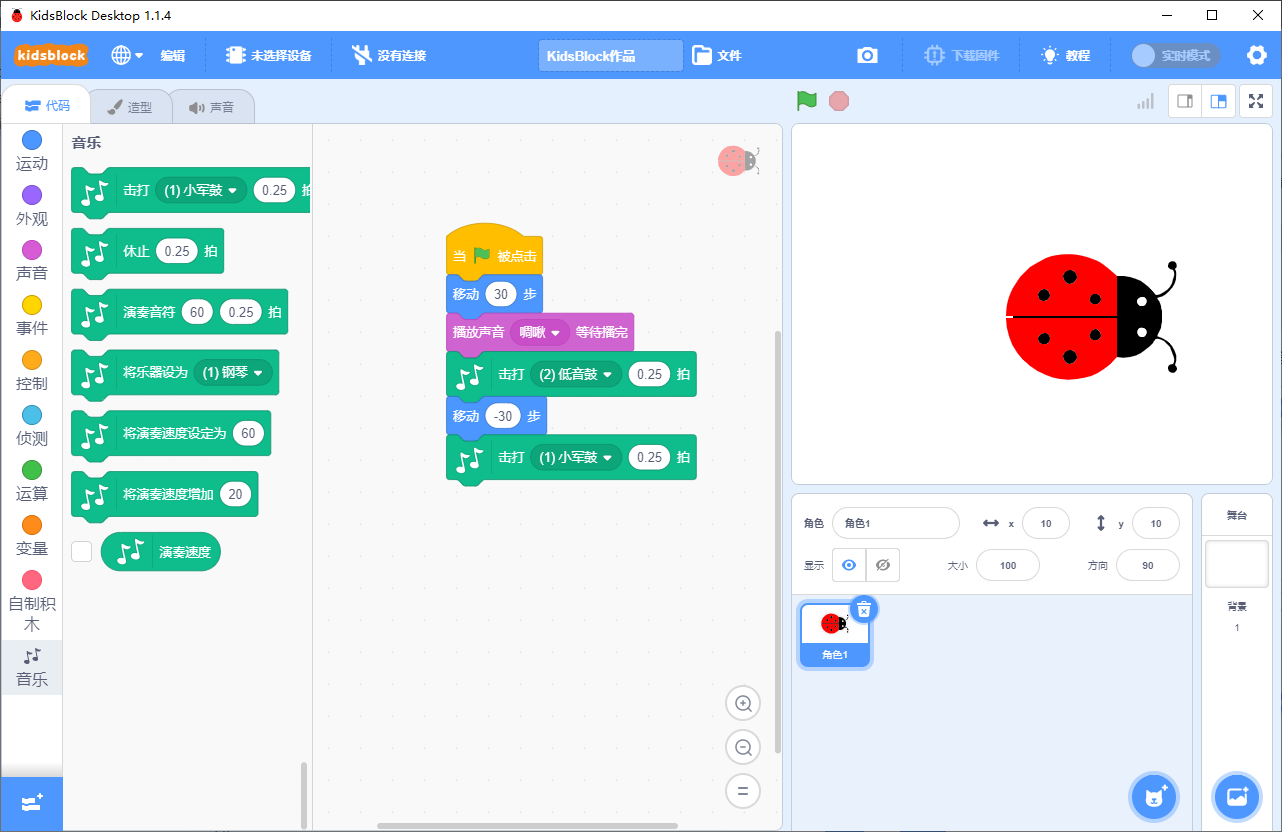 KidsBlock Desktop 1.1.4
kidsblock 编辑 未选择设备 没有连接 KidsBlock作品 文件 下载固件 教程 实时模式
代码 造型 声音
运动
外观
声音
事件
控制
侦测
运算
变量
自制积
木
音乐
音乐
击打 (1) 小军鼓 0.25
休止 0.25 拍
演奏音符 60 0.25 拍
将乐器设为 (1) 钢琴
将演奏速度设定为 60
将演奏速度增加 20
演奏速度
当 被点击
移动 30 步
播放声音 啁啾 等待播完
击打 (2) 低音鼓 0.25 拍
移动 -30 步
击打 (1) 小军鼓 0.25 拍
=
角色 角色1 x 10 y 10
显示 大小 100 方向 90
角色1
舞台
背景
1